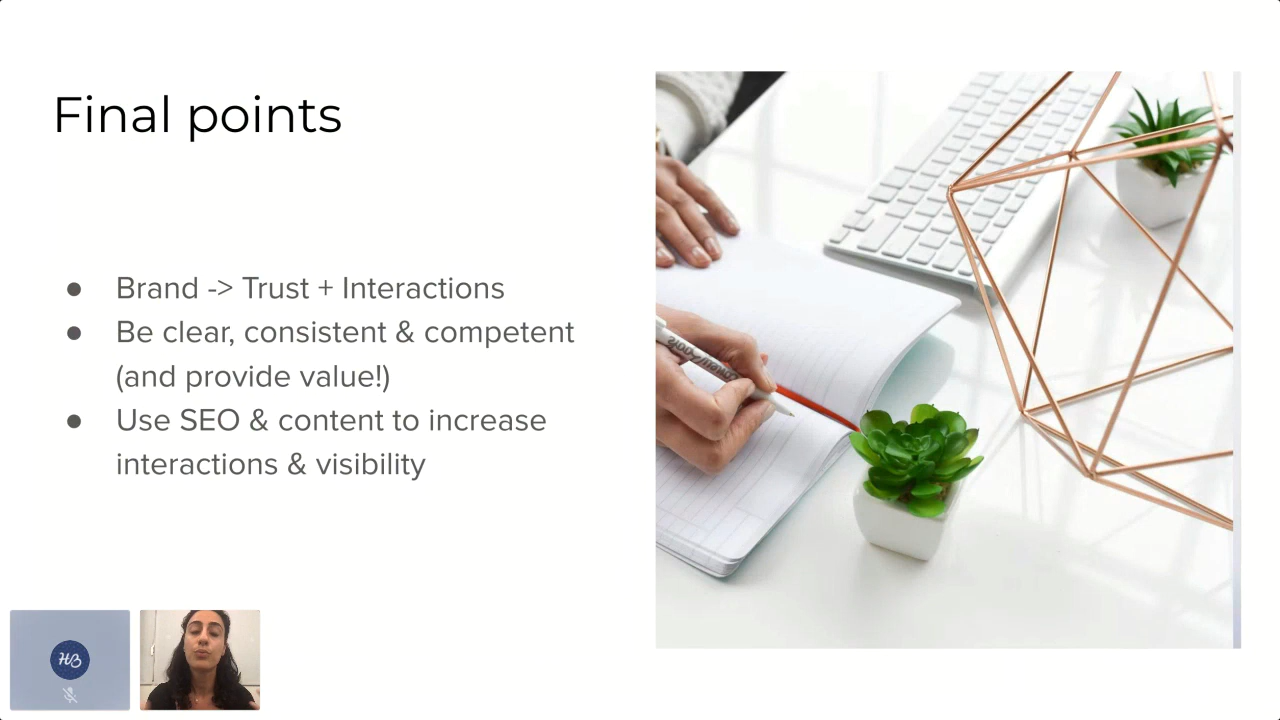 Final points
● Brand -> Trust + Interactions
● Be clear, consistent & competent
(and provide value!)
● Use SEO & content to increase
interactions & visibility
HB